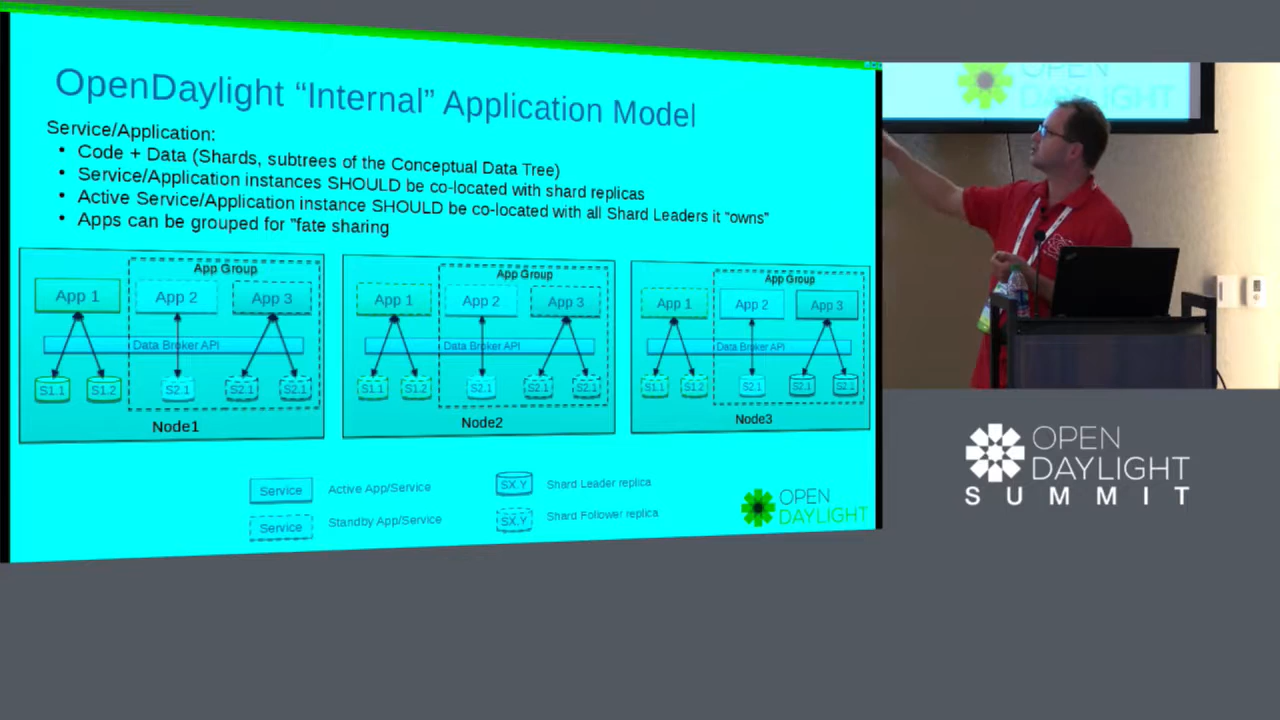 OpenDaylight “Internal” Application Model
Service/Application:
• Code + Data (Shards, subtrees of the Conceptual Data Tree)
• Service/Application instances SHOULD be co-located with shard replicas
• Active Service/Application instance SHOULD be co-located with all Shard Leaders it "owns"
• Apps can be grouped for "fate sharing
App Group
App 1 App 2 App 3
Data Broker API
S1.1 S1.2 S2.1 S2.1 S2.1
Node1
App Group
App 1 App 2 App 3
Data Broker API
S1.1 S1.2 S2.1 S2.1 S2.1
Node2
App Group
App 1 App 2 App 3
Data Broker API
S1.1 S1.2 S2.1 S2.1 S2.1
Node3
Service Active App/Service
SX.Y Shard Leader replica
Service Standby App/Service
SX.Y Shard Follower replica
OPEN
DAYLIGHT
OPEN
DAYLIGHT
OPEN
DAYLIGHT
SUMMIT